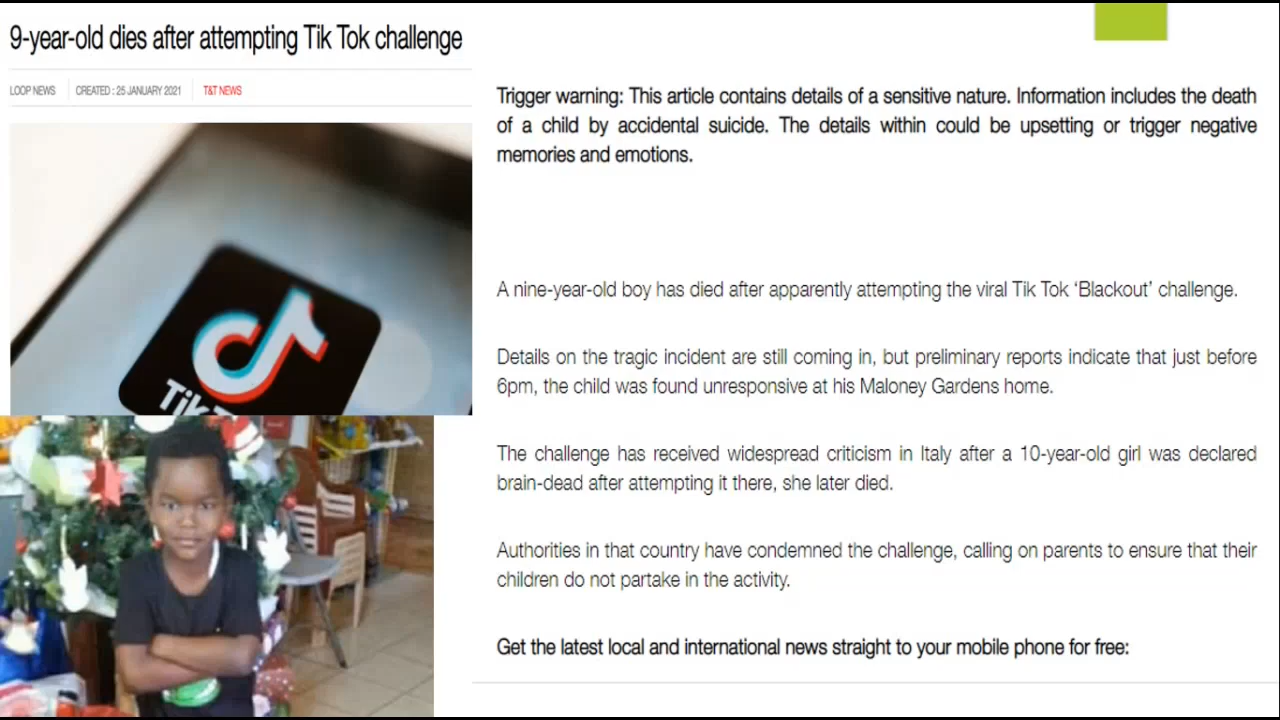 9-year-old dies after attempting Tik Tok challenge
LOOP NEWS CREATED : 25 JANUARY 2021 T&T NEWS
Trigger warning: This article contains details of a sensitive nature. Information includes the death
of a child by accidental suicide. The details within could be upsetting or trigger negative
memories and emotions.
A nine-year-old boy has died after apparently attempting the viral Tik Tok ‘Blackout’ challenge.
Details on the tragic incident are still coming in, but preliminary reports indicate that just before
6pm, the child was found unresponsive at his Maloney Gardens home.
The challenge has received widespread criticism in Italy after a 10-year-old girl was declared
brain-dead after attempting it there, she later died.
Authorities in that country have condemned the challenge, calling on parents to ensure that their
children do not partake in the activity.
Get the latest local and international news straight to your mobile phone for free: